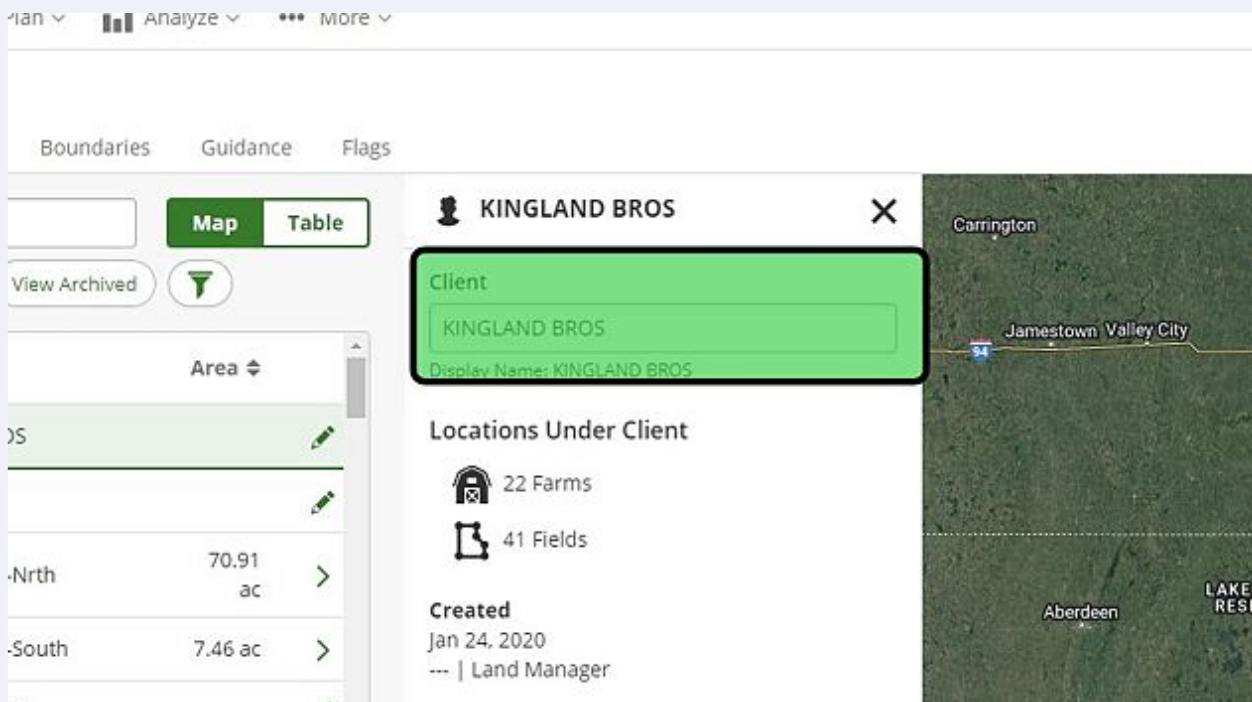 Analyze ••• More
Boundaries Guidance Flags
Map Table
View Archived
Area
-Nrth 70.91 ac
-South 7.46 ac
KINGLAND BROS
Client
KINGLAND BROS
Display Name: KINGLAND BROS
Locations Under Client
22 Farms
41 Fields
Created
Jan 24, 2020
--- | Land Manager
Carrington
Jamestown Valley City
94
Aberdeen
LAKE